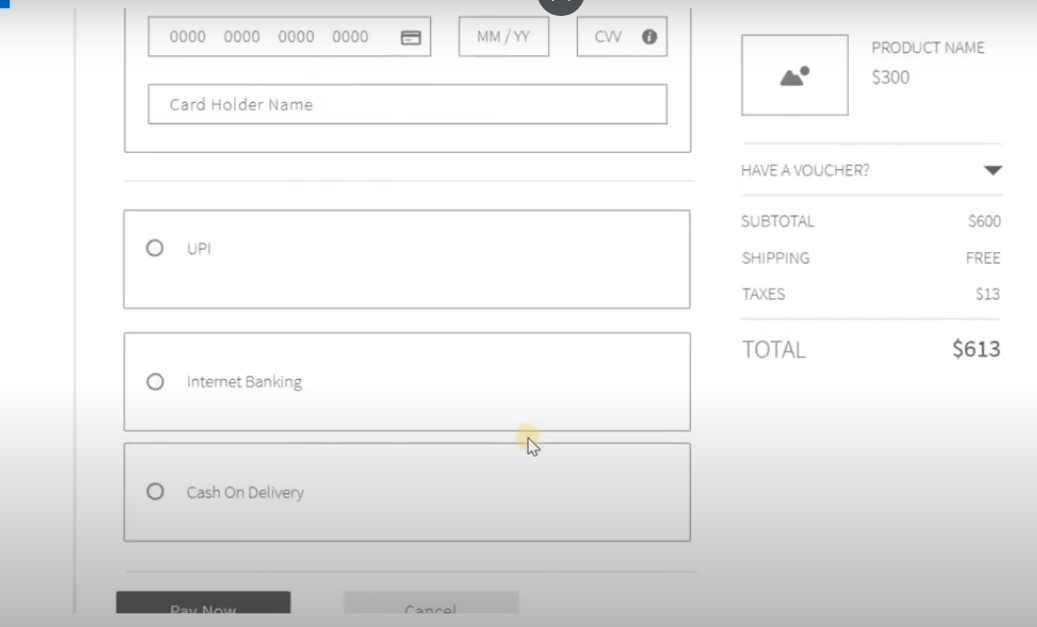 0000 0000 0000 0000 MM / YY CVV
Card Holder Name
UPI
Internet Banking
Cash On Delivery
Pay Now Cancel
PRODUCT NAME
$300
HAVE A VOUCHER?
SUBTOTAL $600
SHIPPING FREE
TAXES $13
TOTAL $613